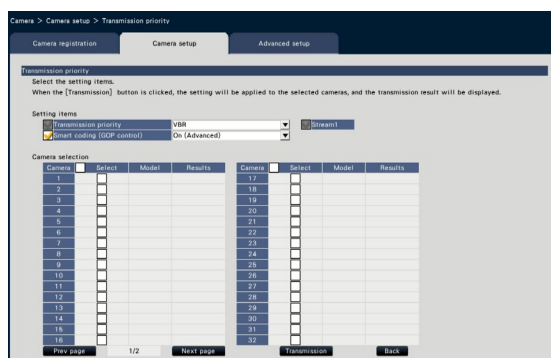 Camera > Camera setup > Transmission priority
Camera registration Camera setup Advanced setup
Transmission priority
Select the setting items.
When the [Transmission] button is clicked, the setting will be applied to the selected cameras, and the transmission result will be displayed.
Setting items
Transmission priority VBR Stream1
Smart coding (GOP control) On (Advanced)
Camera selection
Camera Select Model Results Camera Select Model Results
1 17
2 18
3 19
4 20
5 21
6 22
7 23
8 24
9 25
10 26
11 27
12 28
13 29
14 30
15 31
16 32
Prev page 1/2 Next page Transmission Back